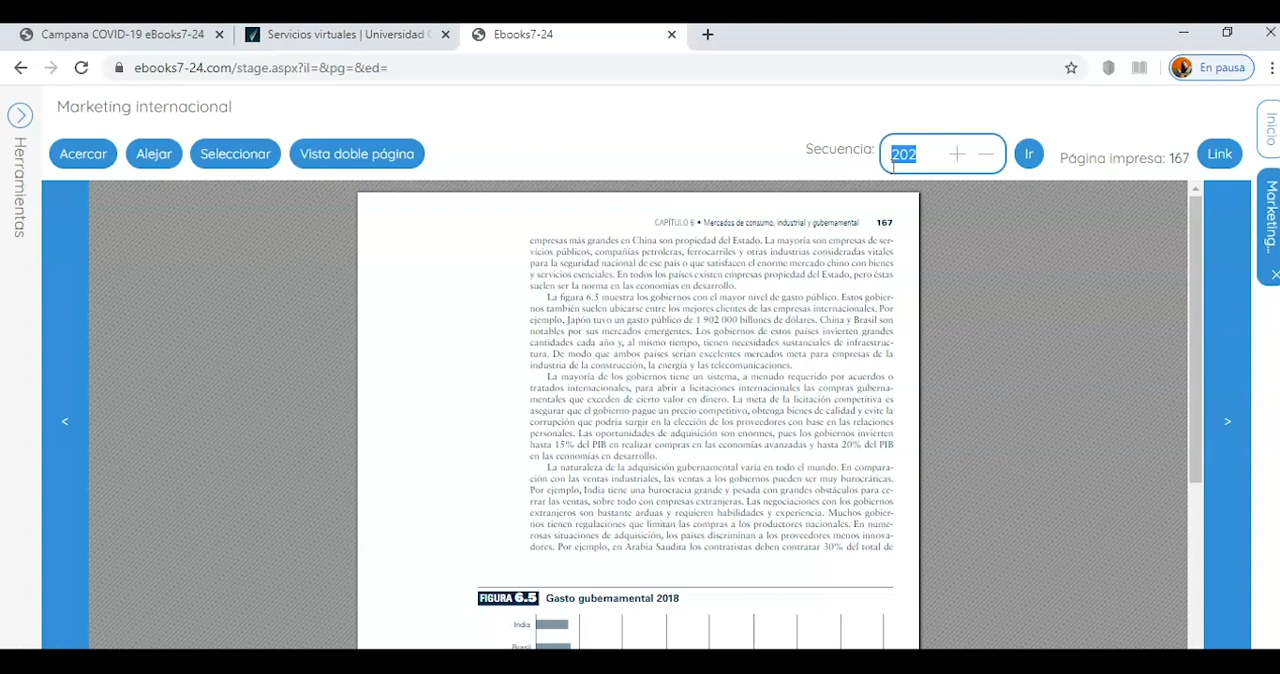 Campana COVID-19 eBooks7-24
Servicios virtuales | Universidad
Ebooks7-24
ebooks7-24.com/stage.aspx?il=&pg=&ed=
En pausa
Herramientas
Marketing internacional
Acercar
Alejar
Seleccionar
Vista doble página
Secuencia:
202
Ir
Página impresa: 167
Link
Inicio
Marketing...
CAPÍTULO 6 • Mercados de consumo, industrial y gubernamental 167
empresas más grandes en China son propiedad del Estado. La mayoría son empresas de ser-
vicios públicos, compañías petroleras, ferrocarriles y otras industrias consideradas vitales
para la seguridad nacional de ese país o que satisfacen el enorme mercado chino con bienes
y servicios esenciales. En todos los países existen empresas propiedad del Estado, pero éstas
suelen ser la norma en las economías en desarrollo.
La figura 6.5 muestra los gobiernos con el mayor nivel de gasto público. Estos gobier-
nos también suelen ubicarse entre los mejores clientes de las empresas internacionales. Por
ejemplo, Japón tuvo un gasto público de 1 902 000 billones de dólares. China y Brasil son
notables por sus mercados emergentes. Los gobiernos de estos países invierten grandes
cantidades cada año y, al mismo tiempo, tienen necesidades sustanciales de infraestruc-
tura. De modo que ambos países serían excelentes mercados meta para empresas de la
industria de la construcción, la energía y las telecomunicaciones.
La mayoría de los gobiernos tiene un sistema, a menudo requerido por acuerdos o
tratados internacionales, para abrir a licitaciones internacionales las compras guberna-
mentales que exceden de cierto valor en dinero. La meta de la licitación competitiva es
asegurar que el gobierno pague un precio competitivo, obtenga bienes de calidad y evite la
corrupción que podría surgir en la elección de los proveedores con base en las relaciones
personales. Las oportunidades de adquisición son enormes, pues los gobiernos invierten
hasta 15% del PIB en realizar compras en las economías avanzadas y hasta 20% del PIB
en las economías en desarrollo.
La naturaleza de la adquisición gubernamental varía en todo el mundo. En compara-
ción con las ventas industriales, las ventas a los gobiernos pueden ser muy burocráticas.
Por ejemplo, India tiene una burocracia grande y pesada con grandes obstáculos para ce-
rrar las ventas, sobre todo con empresas extranjeras. Las negociaciones con los gobiernos
extranjeros son bastante arduas y requieren habilidades y experiencia. Muchos gobier-
nos tienen regulaciones que limitan las compras a los productores nacionales. En nume-
rosas situaciones de adquisición, los países discriminan a los proveedores menos innova-
dores. Por ejemplo, en Arabia Saudita los contratistas deben contratar 30% del total de
FIGURA 6.5 Gasto gubernamental 2018
India
Brasil